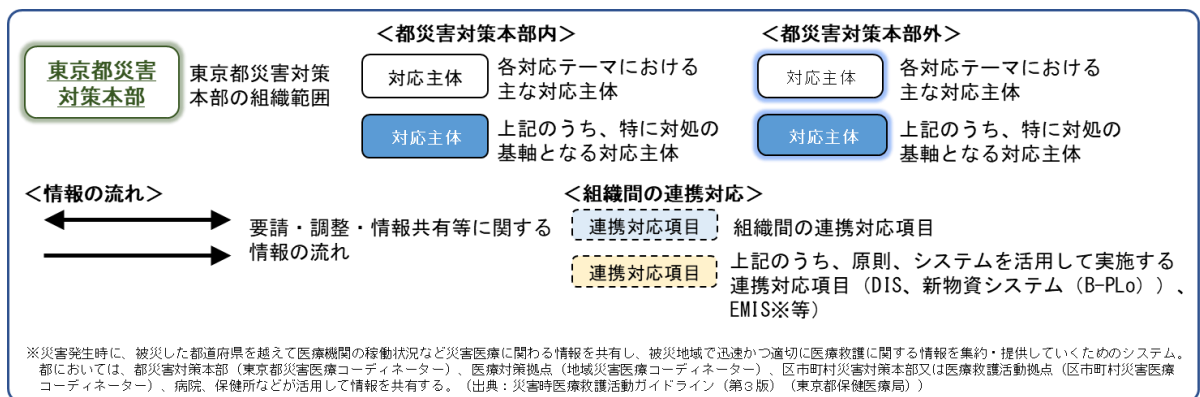 ＜都災害対策本部内＞
＜都災害対策本部外＞
東京都災害
対策本部
東京都災害対策
本部の組織範囲
対応主体
各対応テーマにおける
主な対応主体
対応主体
各対応テーマにおける
主な対応主体
対応主体
上記のうち、特に対処の
基軸となる対応主体
対応主体
上記のうち、特に対処の
基軸となる対応主体
＜情報の流れ＞
要請・調整・情報共有等に関する
情報の流れ
＜組織間の連携対応＞
連携対応項目
組織間の連携対応項目
連携対応項目
上記のうち、原則、システムを活用して実施する
連携対応項目（DIS、新物資システム（B-PLo））、
EMIS※等）
※災害発生時に、被災した都道府県を越えて医療機関の稼働状況など災害医療に関わる情報を共有し、被災地域で迅速かつ適切に医療救護に関する情報を集約・提供していくためのシステム。
都においては、都災害対策本部（東京都災害医療コーディネーター）、医療対策拠点（地域災害医療コーディネーター）、区市町村災害対策本部又は医療救護活動拠点（区市町村災害医療
コーディネーター）、病院、保健所などが活用して情報を共有する。（出典：災害時医療救護活動ガイドライン（第３版）（東京都保健医療局））